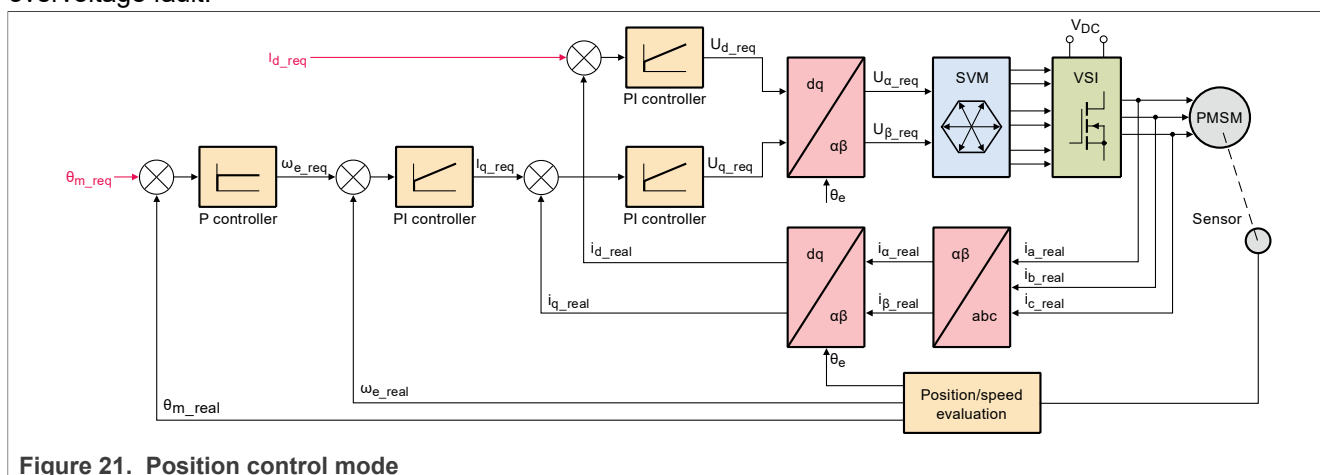 overvoltage fault.
V_DC
I_d_req
U_d_req
PI controller
dq
αβ
U_α_req
U_β_req
SVM
VSI
PMSM
θ_m_req
P controller
ω_e_req
PI controller
I_q_req
U_q_req
PI controller
θ_e
Sensor
i_d_real
i_q_real
dq
αβ
i_α_real
i_β_real
αβ
abc
i_a_real
i_b_real
i_c_real
θ_e
ω_e_real
θ_m_real
Position/speed
evaluation
Figure 21. Position control mode